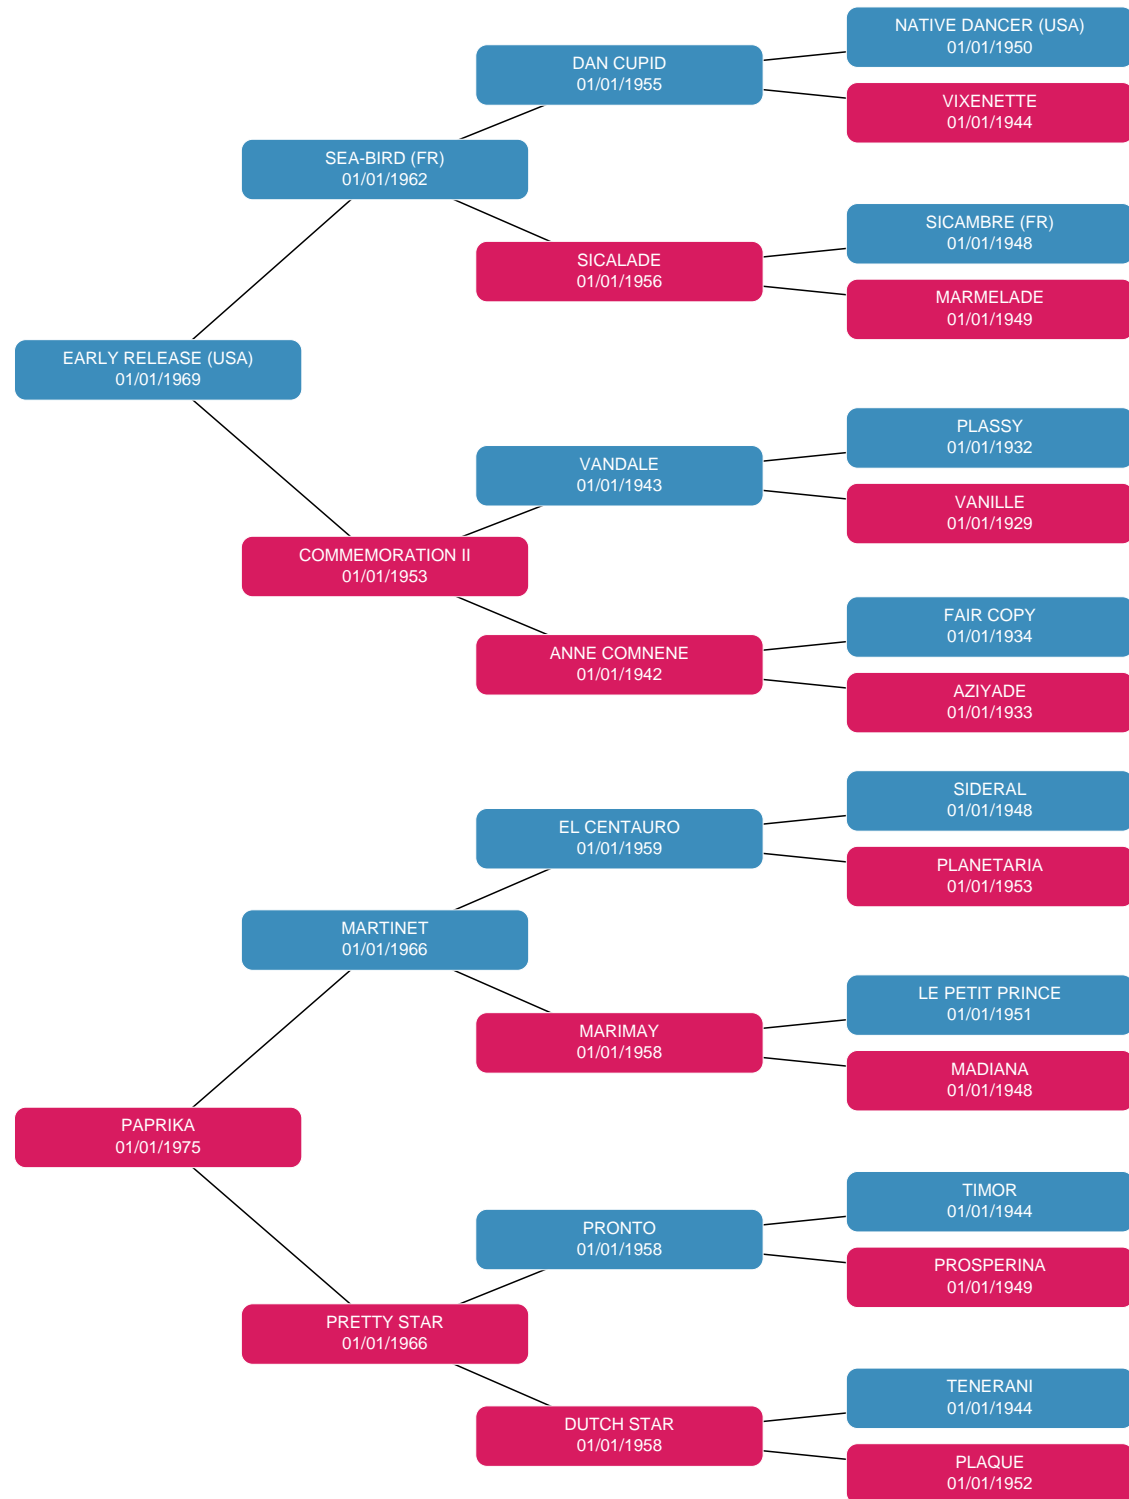 NATIVE DANCER (USA)
01/01/1950
DAN CUPID
01/01/1955
VIXENETTE
01/01/1944
SEA-BIRD (FR)
01/01/1962
SICAMBRE (FR)
01/01/1948
SICALADE
01/01/1956
MARMELADE
01/01/1949
EARLY RELEASE (USA)
01/01/1969
PLASSY
01/01/1932
VANDALE
01/01/1943
VANILLE
01/01/1929
COMMEMORATION II
01/01/1953
FAIR COPY
01/01/1934
ANNE COMNENE
01/01/1942
AZIYADE
01/01/1933
SIDERAL
01/01/1948
EL CENTAURO
01/01/1959
PLANETARIA
01/01/1953
MARTINET
01/01/1966
LE PETIT PRINCE
01/01/1951
MARIMAY
01/01/1958
MADIANA
01/01/1948
PAPRIKA
01/01/1975
TIMOR
01/01/1944
PRONTO
01/01/1958
PROSPERINA
01/01/1949
PRETTY STAR
01/01/1966
TENERANI
01/01/1944
DUTCH STAR
01/01/1958
PLAQUE
01/01/1952